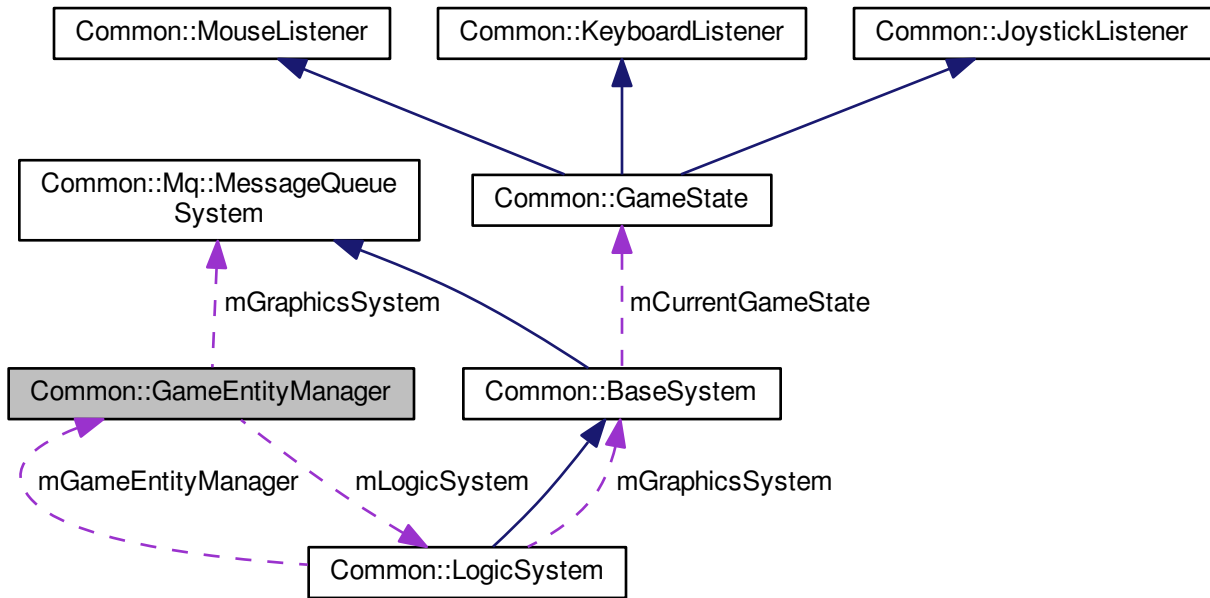 Common::MouseListener
Common::KeyboardListener
Common::JoystickListener
Common::Mq::MessageQueue
System
Common::GameState
mGraphicsSystem
mCurrentGameState
Common::GameEntityManager
Common::BaseSystem
mGameEntityManager
mLogicSystem
mGraphicsSystem
Common::LogicSystem